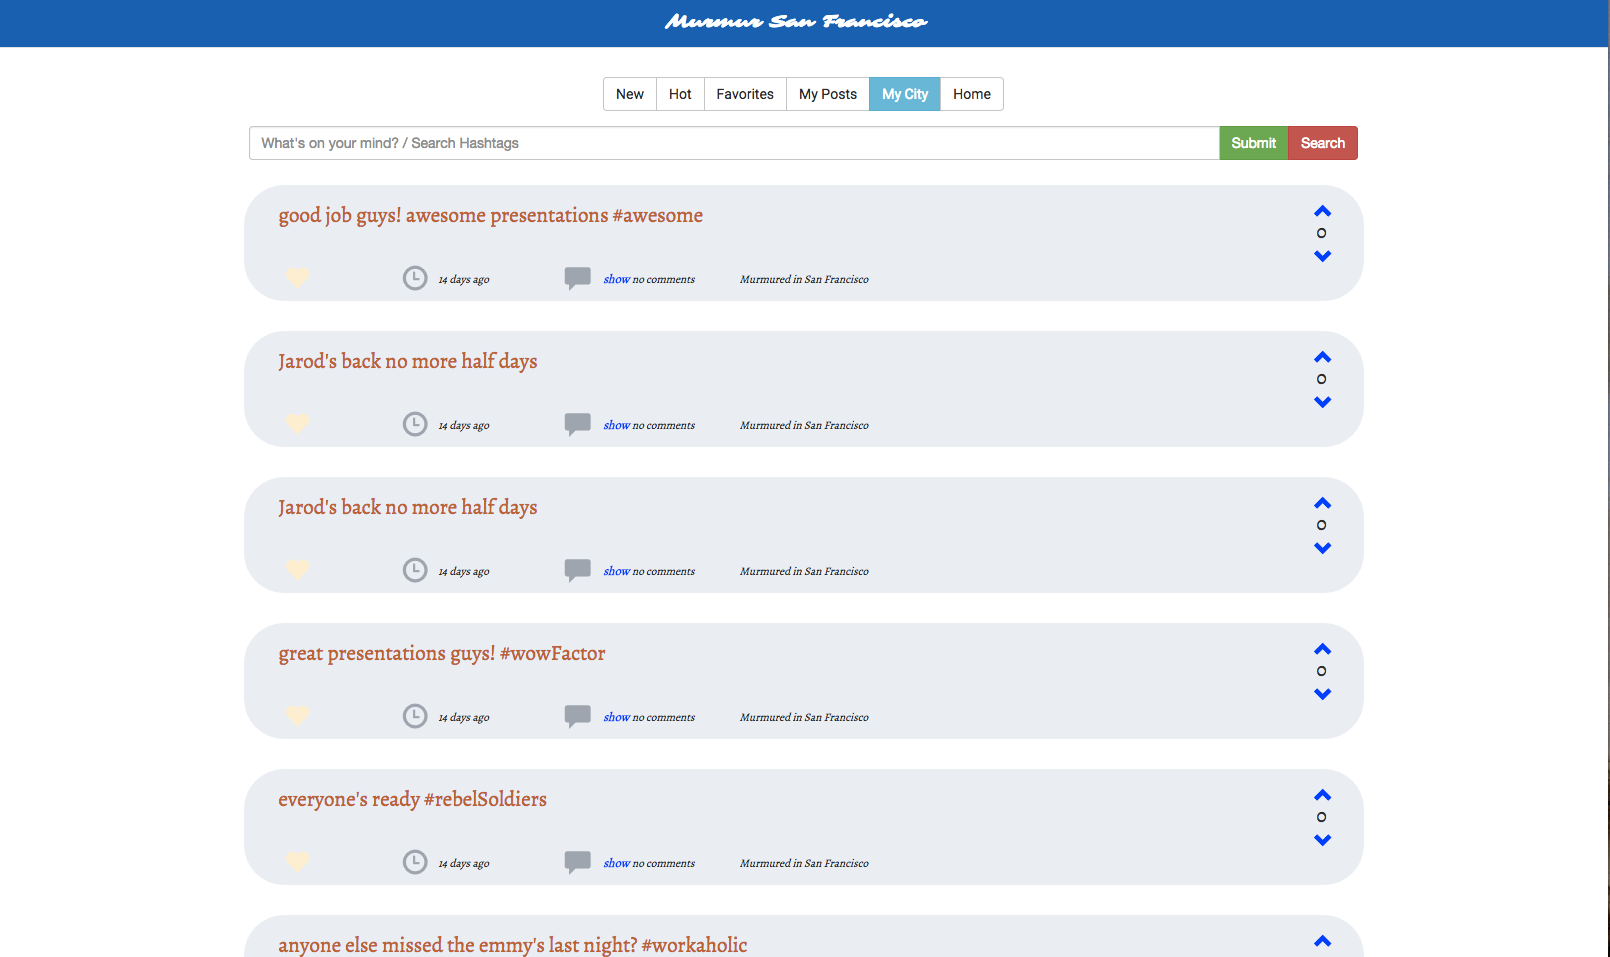 Murmur San Francisco
New Hot Favorites My Posts My City Home
What's on your mind? / Search Hashtags Submit Search
good job guys! awesome presentations #awesome
0
14 days ago show no comments Murmured in San Francisco
Jarod's back no more half days
0
14 days ago show no comments Murmured in San Francisco
Jarod's back no more half days
0
14 days ago show no comments Murmured in San Francisco
great presentations guys! #wowFactor
0
14 days ago show no comments Murmured in San Francisco
everyone's ready #rebelSoldiers
0
14 days ago show no comments Murmured in San Francisco
anyone else missed the emmy's last night? #workaholic